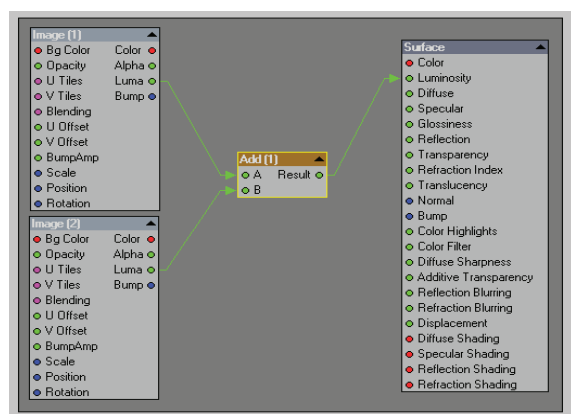 Image (1)
Bg Color Color
Opacity Alpha
U Tiles Luma
V Tiles Bump
Blending
U Offset
V Offset
BumpAmp
Scale
Position
Rotation
Image (2)
Bg Color Color
Opacity Alpha
U Tiles Luma
V Tiles Bump
Blending
U Offset
V Offset
BumpAmp
Scale
Position
Rotation
Add (1)
A Result
B
Surface
Color
Luminosity
Diffuse
Specular
Glossiness
Reflection
Transparency
Refraction Index
Translucency
Normal
Bump
Color Highlights
Color Filter
Diffuse Sharpness
Additive Transparency
Reflection Blurring
Refraction Blurring
Displacement
Diffuse Shading
Specular Shading
Reflection Shading
Refraction Shading